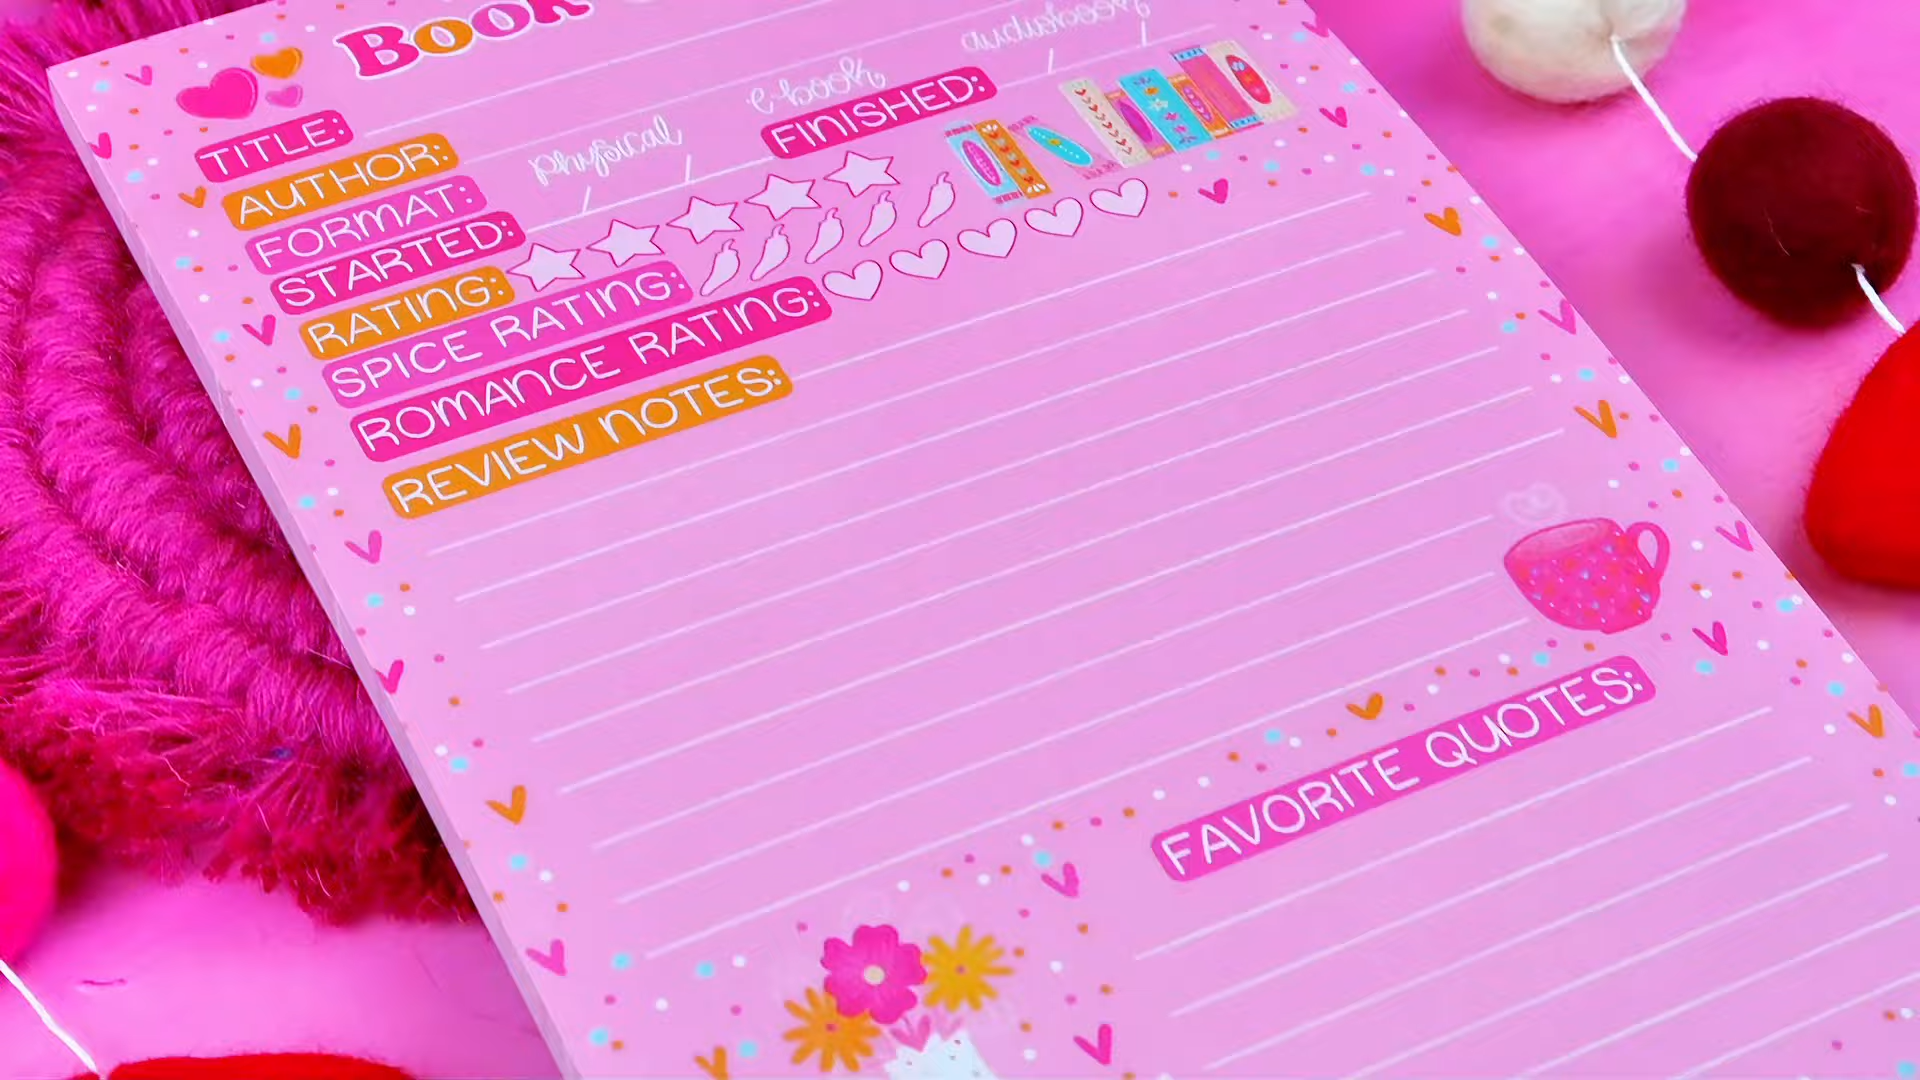 Book
TITLE:
AUTHOR:
FORMAT: physical e-book audiobook
STARTED: / / FINISHED: / /
RATING:
SPICE RATING:
ROMANCE RATING:
REVIEW NOTES:
FAVORITE QUOTES: